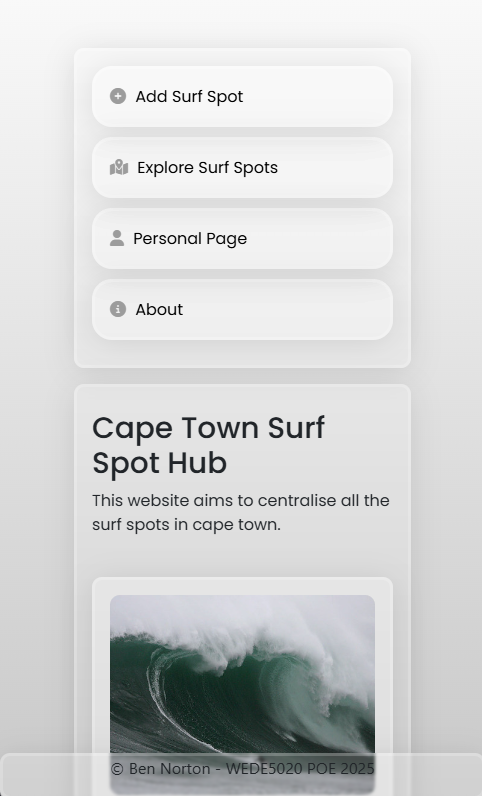 Add Surf Spot
Explore Surf Spots
Personal Page
About
Cape Town Surf
Spot Hub
This website aims to centralise all the
surf spots in cape town.
© Ben Norton - WEDE5020 POE 2025